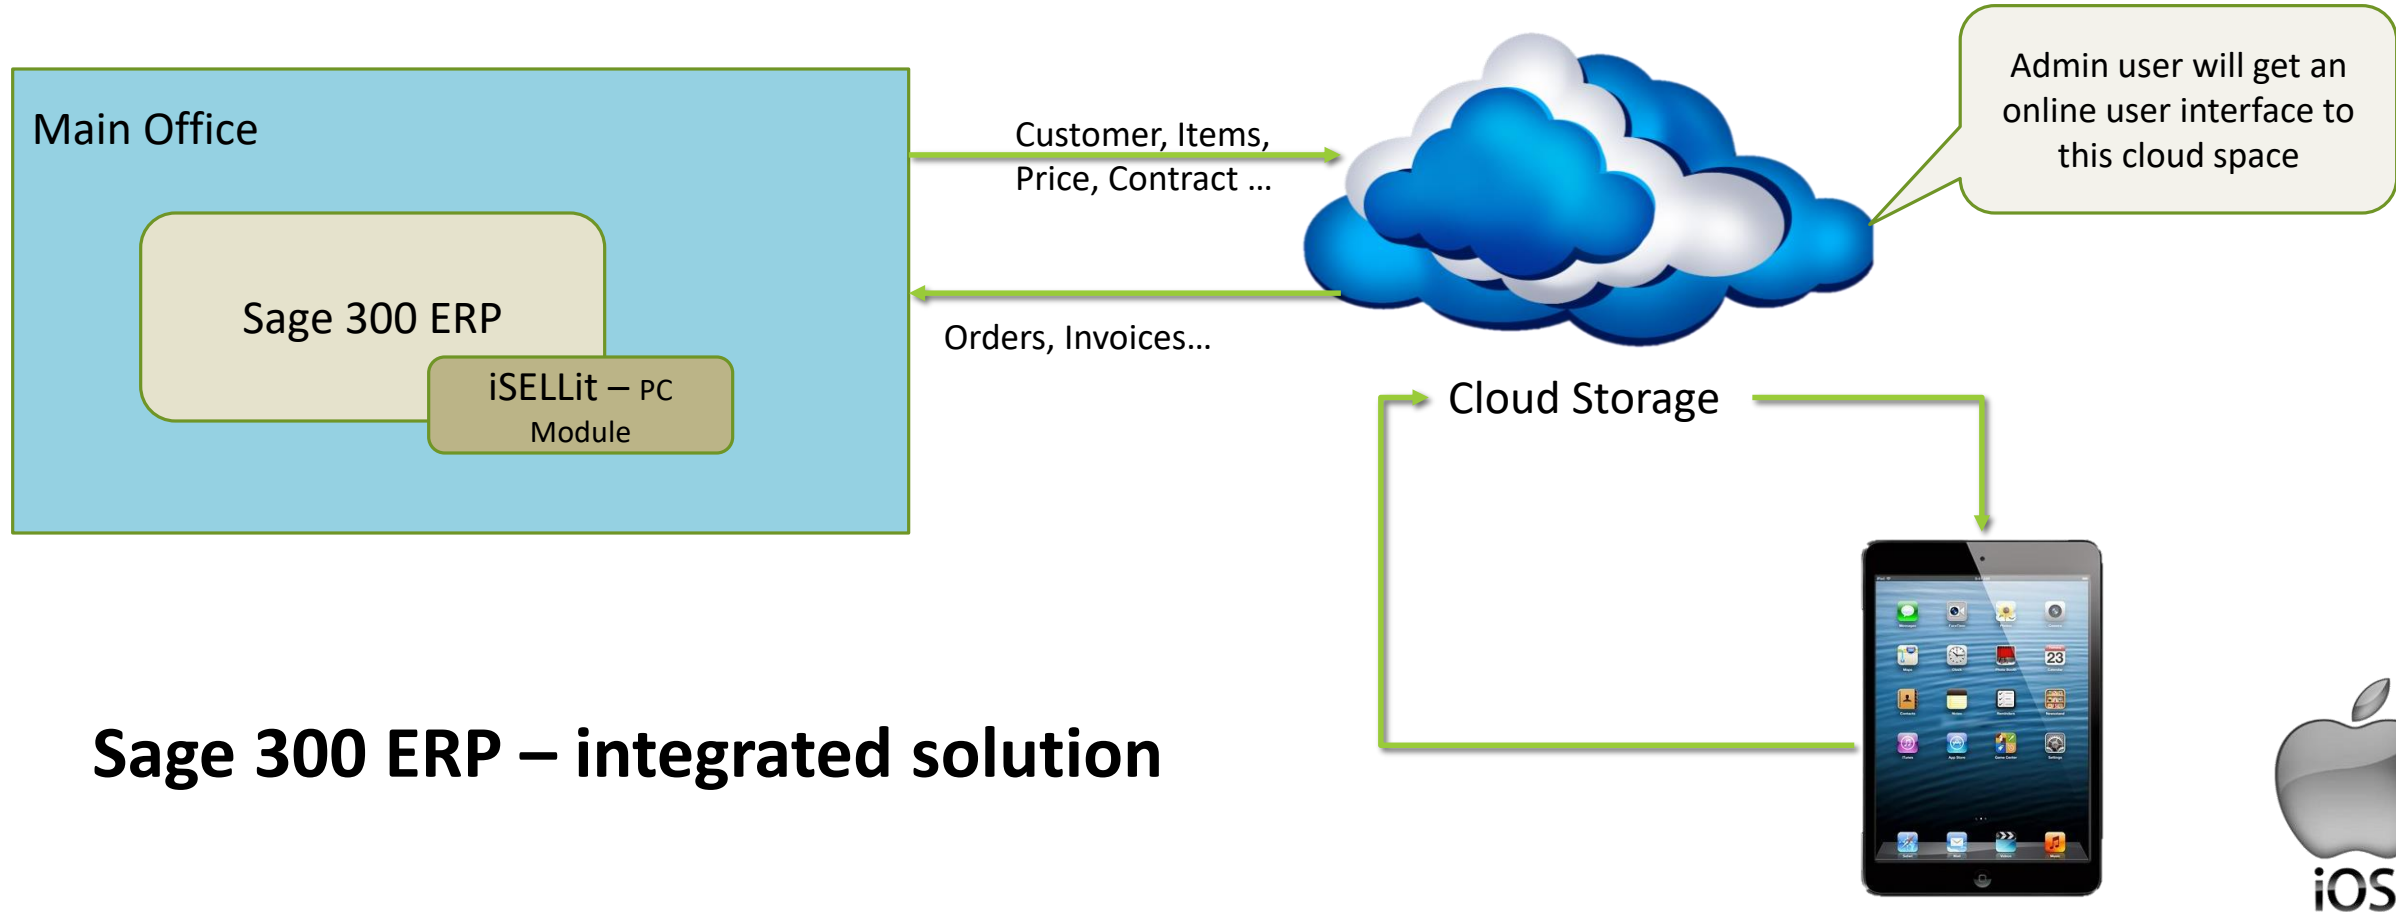 Main Office
Sage 300 ERP
iSELLit – PC
Module
Customer, Items,
Price, Contract ...
Orders, Invoices...
Admin user will get an
online user interface to
this cloud space
Cloud Storage
23
Sage 300 ERP – integrated solution
iOS